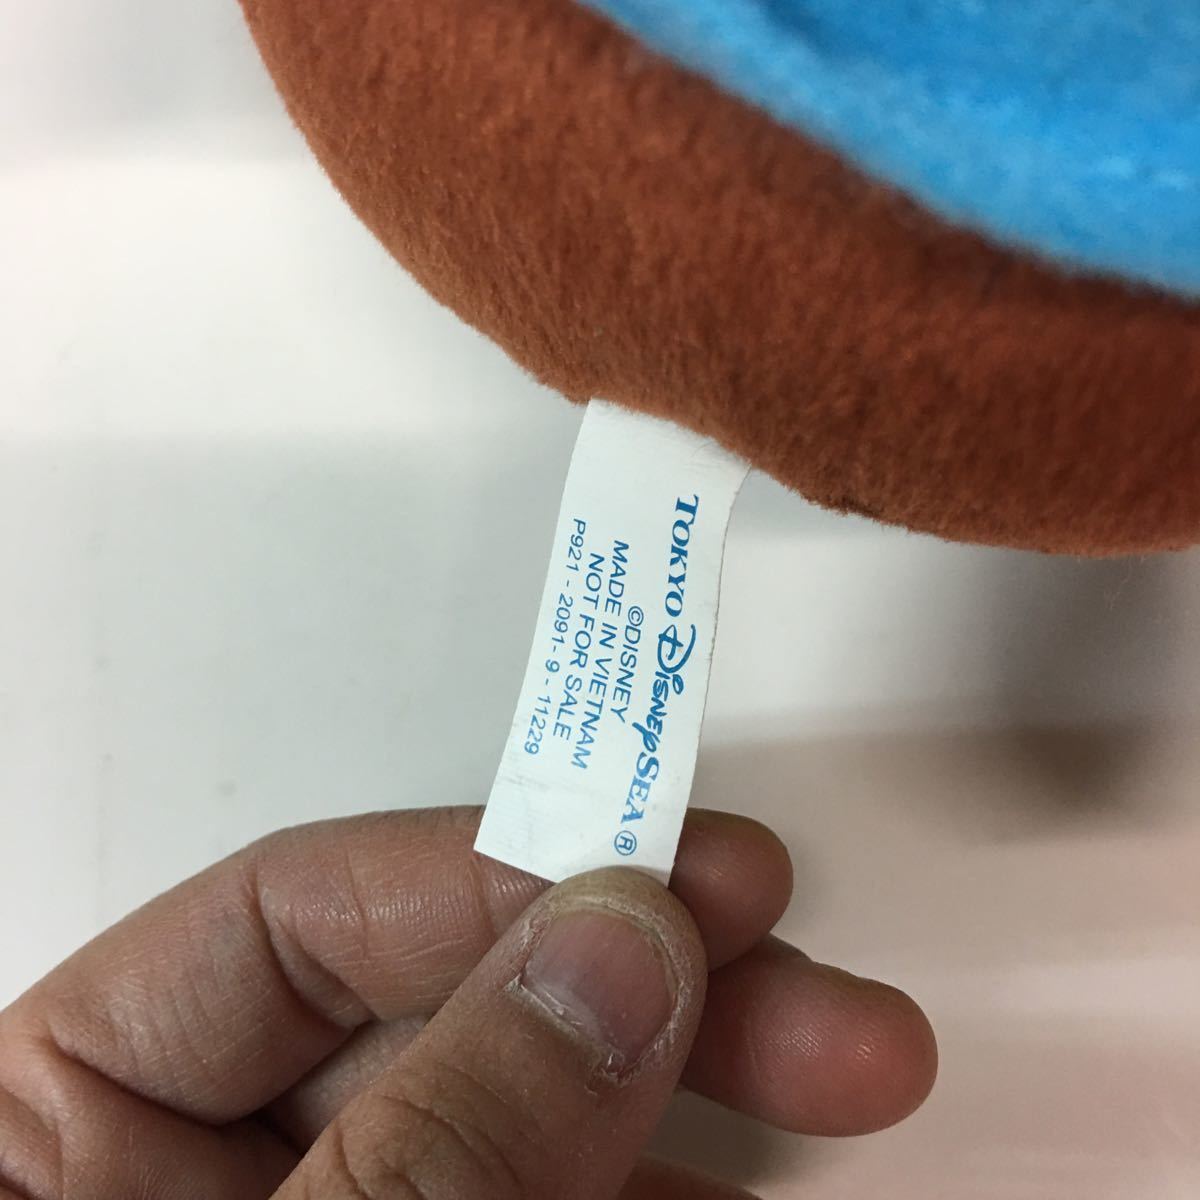 TOKYO DISNEYSEA ®
©DISNEY
MADE IN VIETNAM
NOT FOR SALE
P921 - 2091- 9 - 11229